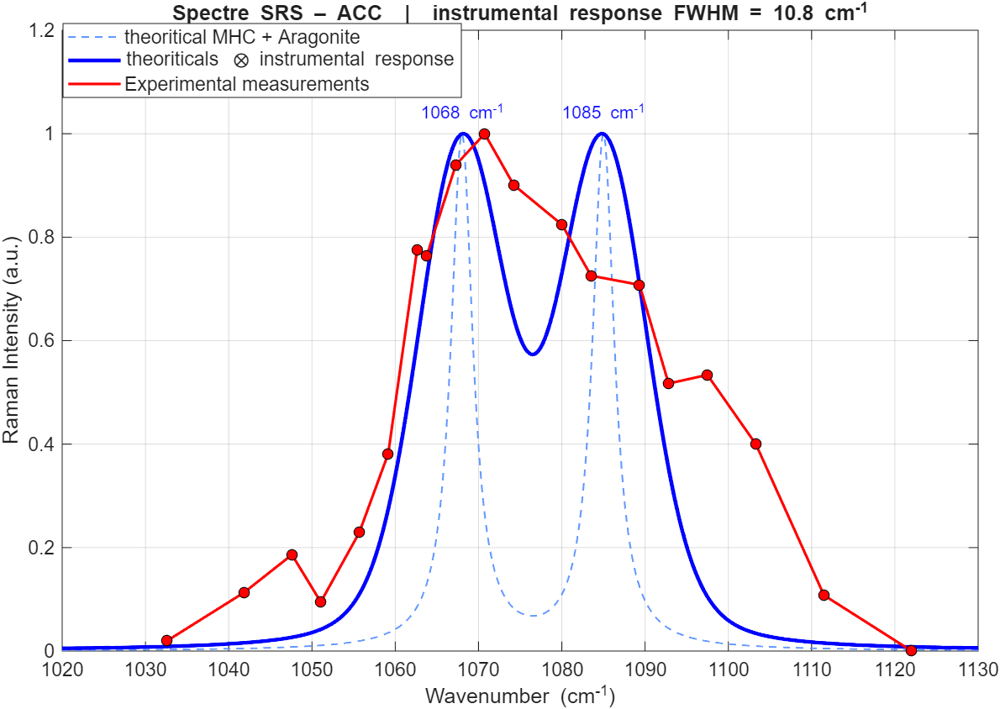 Spectre SRS – ACC | instrumental response FWHM = 10.8 cm⁻¹
theoritical MHC + Aragonite
theoriticals ⊗ instrumental response
Experimental measurements
1068 cm⁻¹ 1085 cm⁻¹
1.2
1
0.8
0.6
0.4
0.2
0
Raman Intensity (a.u.)
1020 1030 1040 1050 1060 1070 1080 1090 1100 1110 1120 1130
Wavenumber (cm⁻¹)